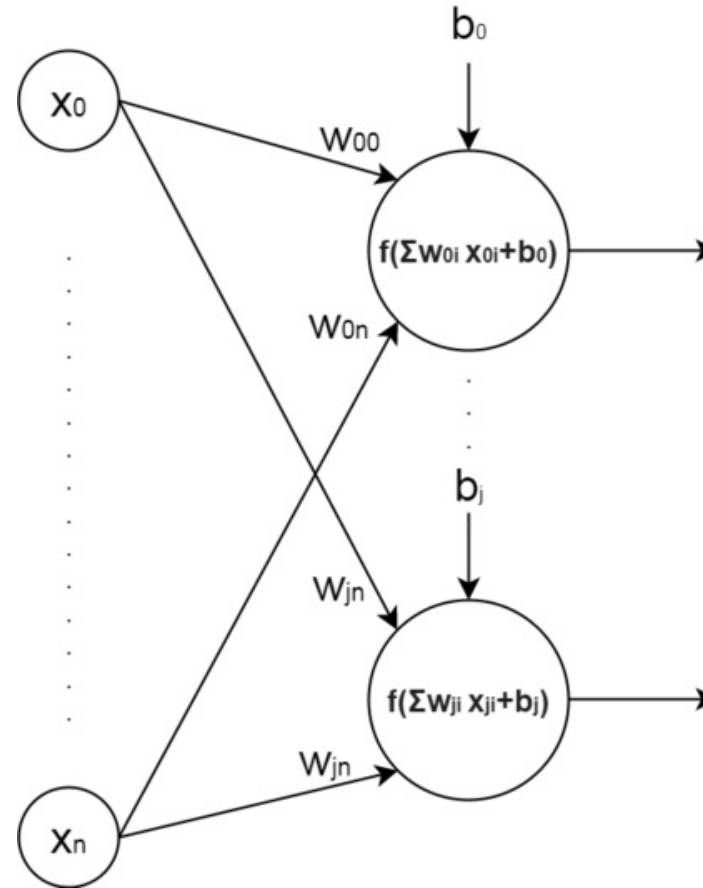 b₀
x₀
w₀₀
f(Σw₀ᵢ x₀ᵢ+b₀)
w₀ₙ
bⱼ
wⱼₙ
f(Σwⱼᵢ xⱼᵢ+bⱼ)
wⱼₙ
xₙ